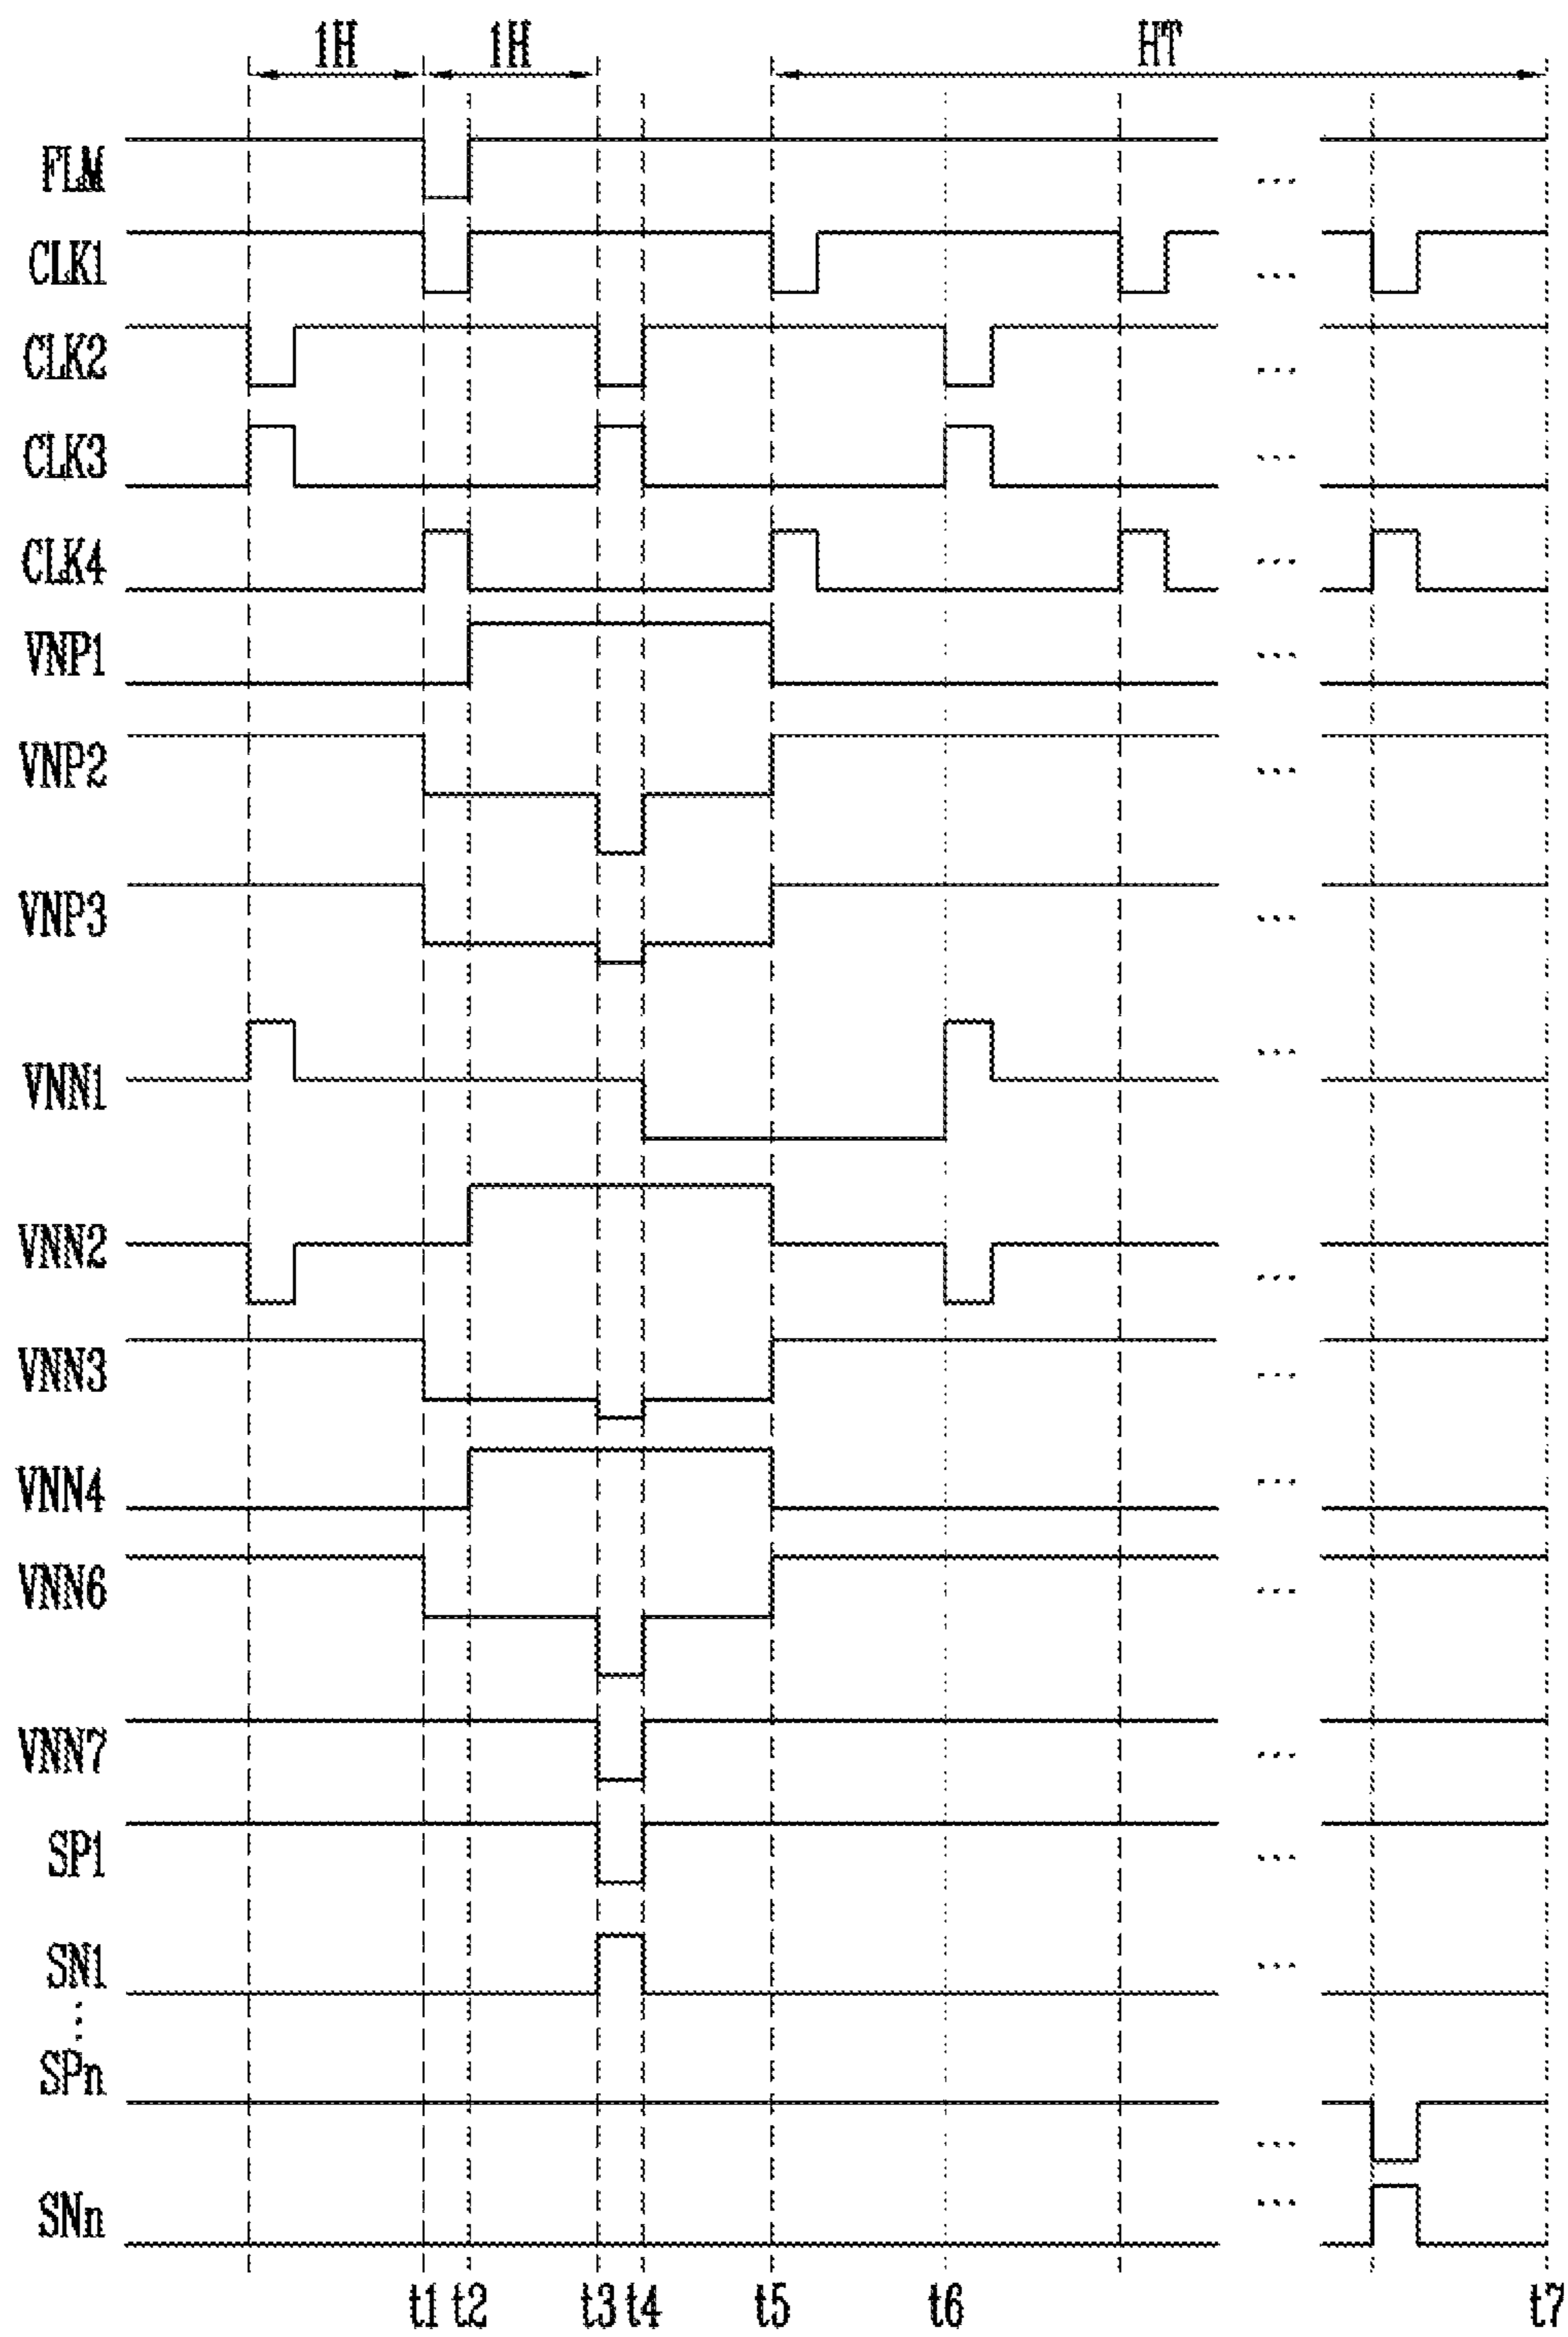 1H 1H HT
FLM ...
CLK1 ...
CLK2 ...
CLK3 ...
CLK4 ...
VNP1 ...
VNP2 ...
VNP3 ...
VNN1 ...
VNN2 ...
VNN3 ...
VNN4 ...
VNN6 ...
VNN7 ...
SP1 ...
SN1 ...
⋮
SPn ...
SNn ...
t1 t2 t3 t4 t5 t6 t7